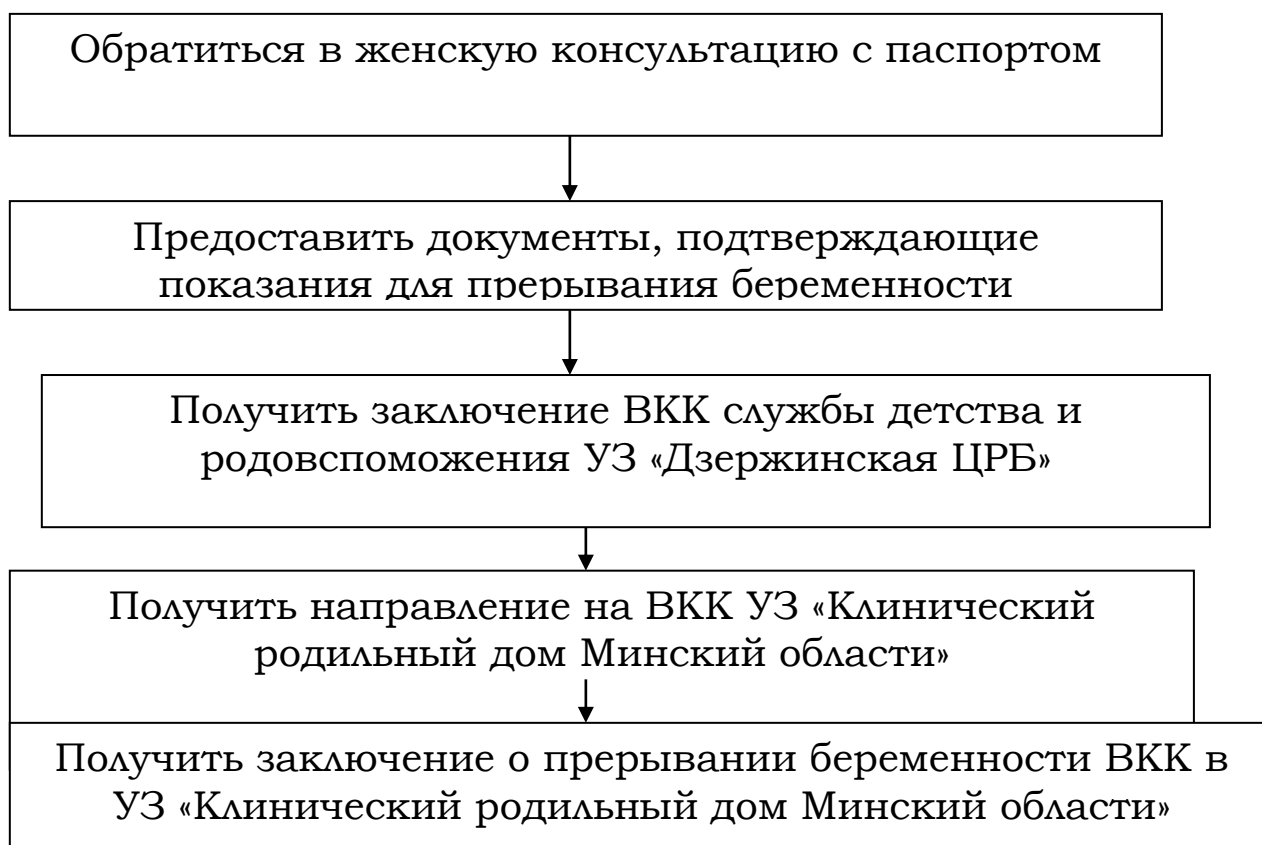 Обратиться в женскую консультацию с паспортом
Предоставить документы, подтверждающие
показания для прерывания беременности
Получить заключение ВКК службы детства и
родовспоможения УЗ «Дзержинская ЦРБ»
Получить направление на ВКК УЗ «Клинический
родильный дом Минский области»
Получить заключение о прерывании беременности ВКК в
УЗ «Клинический родильный дом Минский области»